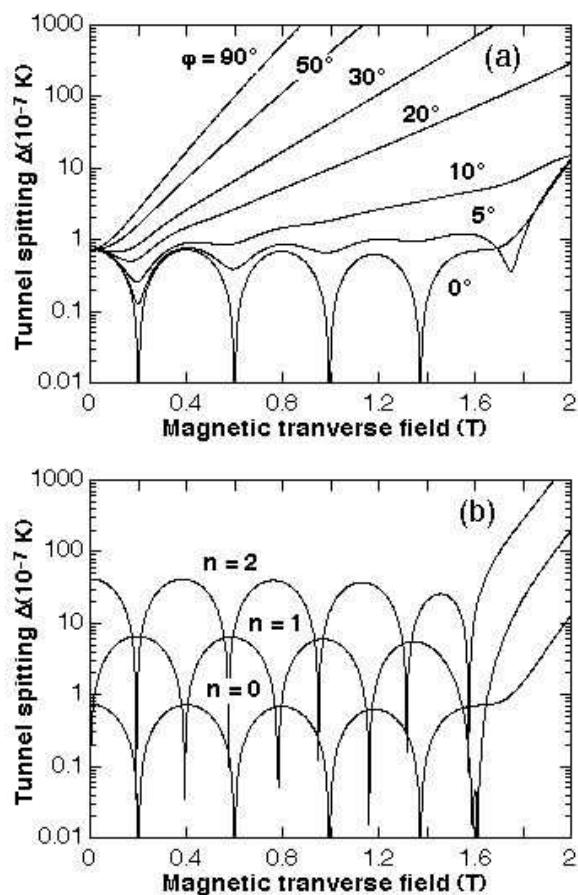 1000
100
10
1
0.1
0.01
Tunnel spitting Δ(10⁻⁷ K)
φ = 90°
50°
30°
(a)
20°
10°
5°
0°
0 0.4 0.8 1.2 1.6 2
Magnetic tranverse field (T)
1000
100
10
1
0.1
0.01
Tunnel spitting Δ(10⁻⁷ K)
(b)
n = 2
n = 1
n = 0
0 0.4 0.8 1.2 1.6 2
Magnetic tranverse field (T)